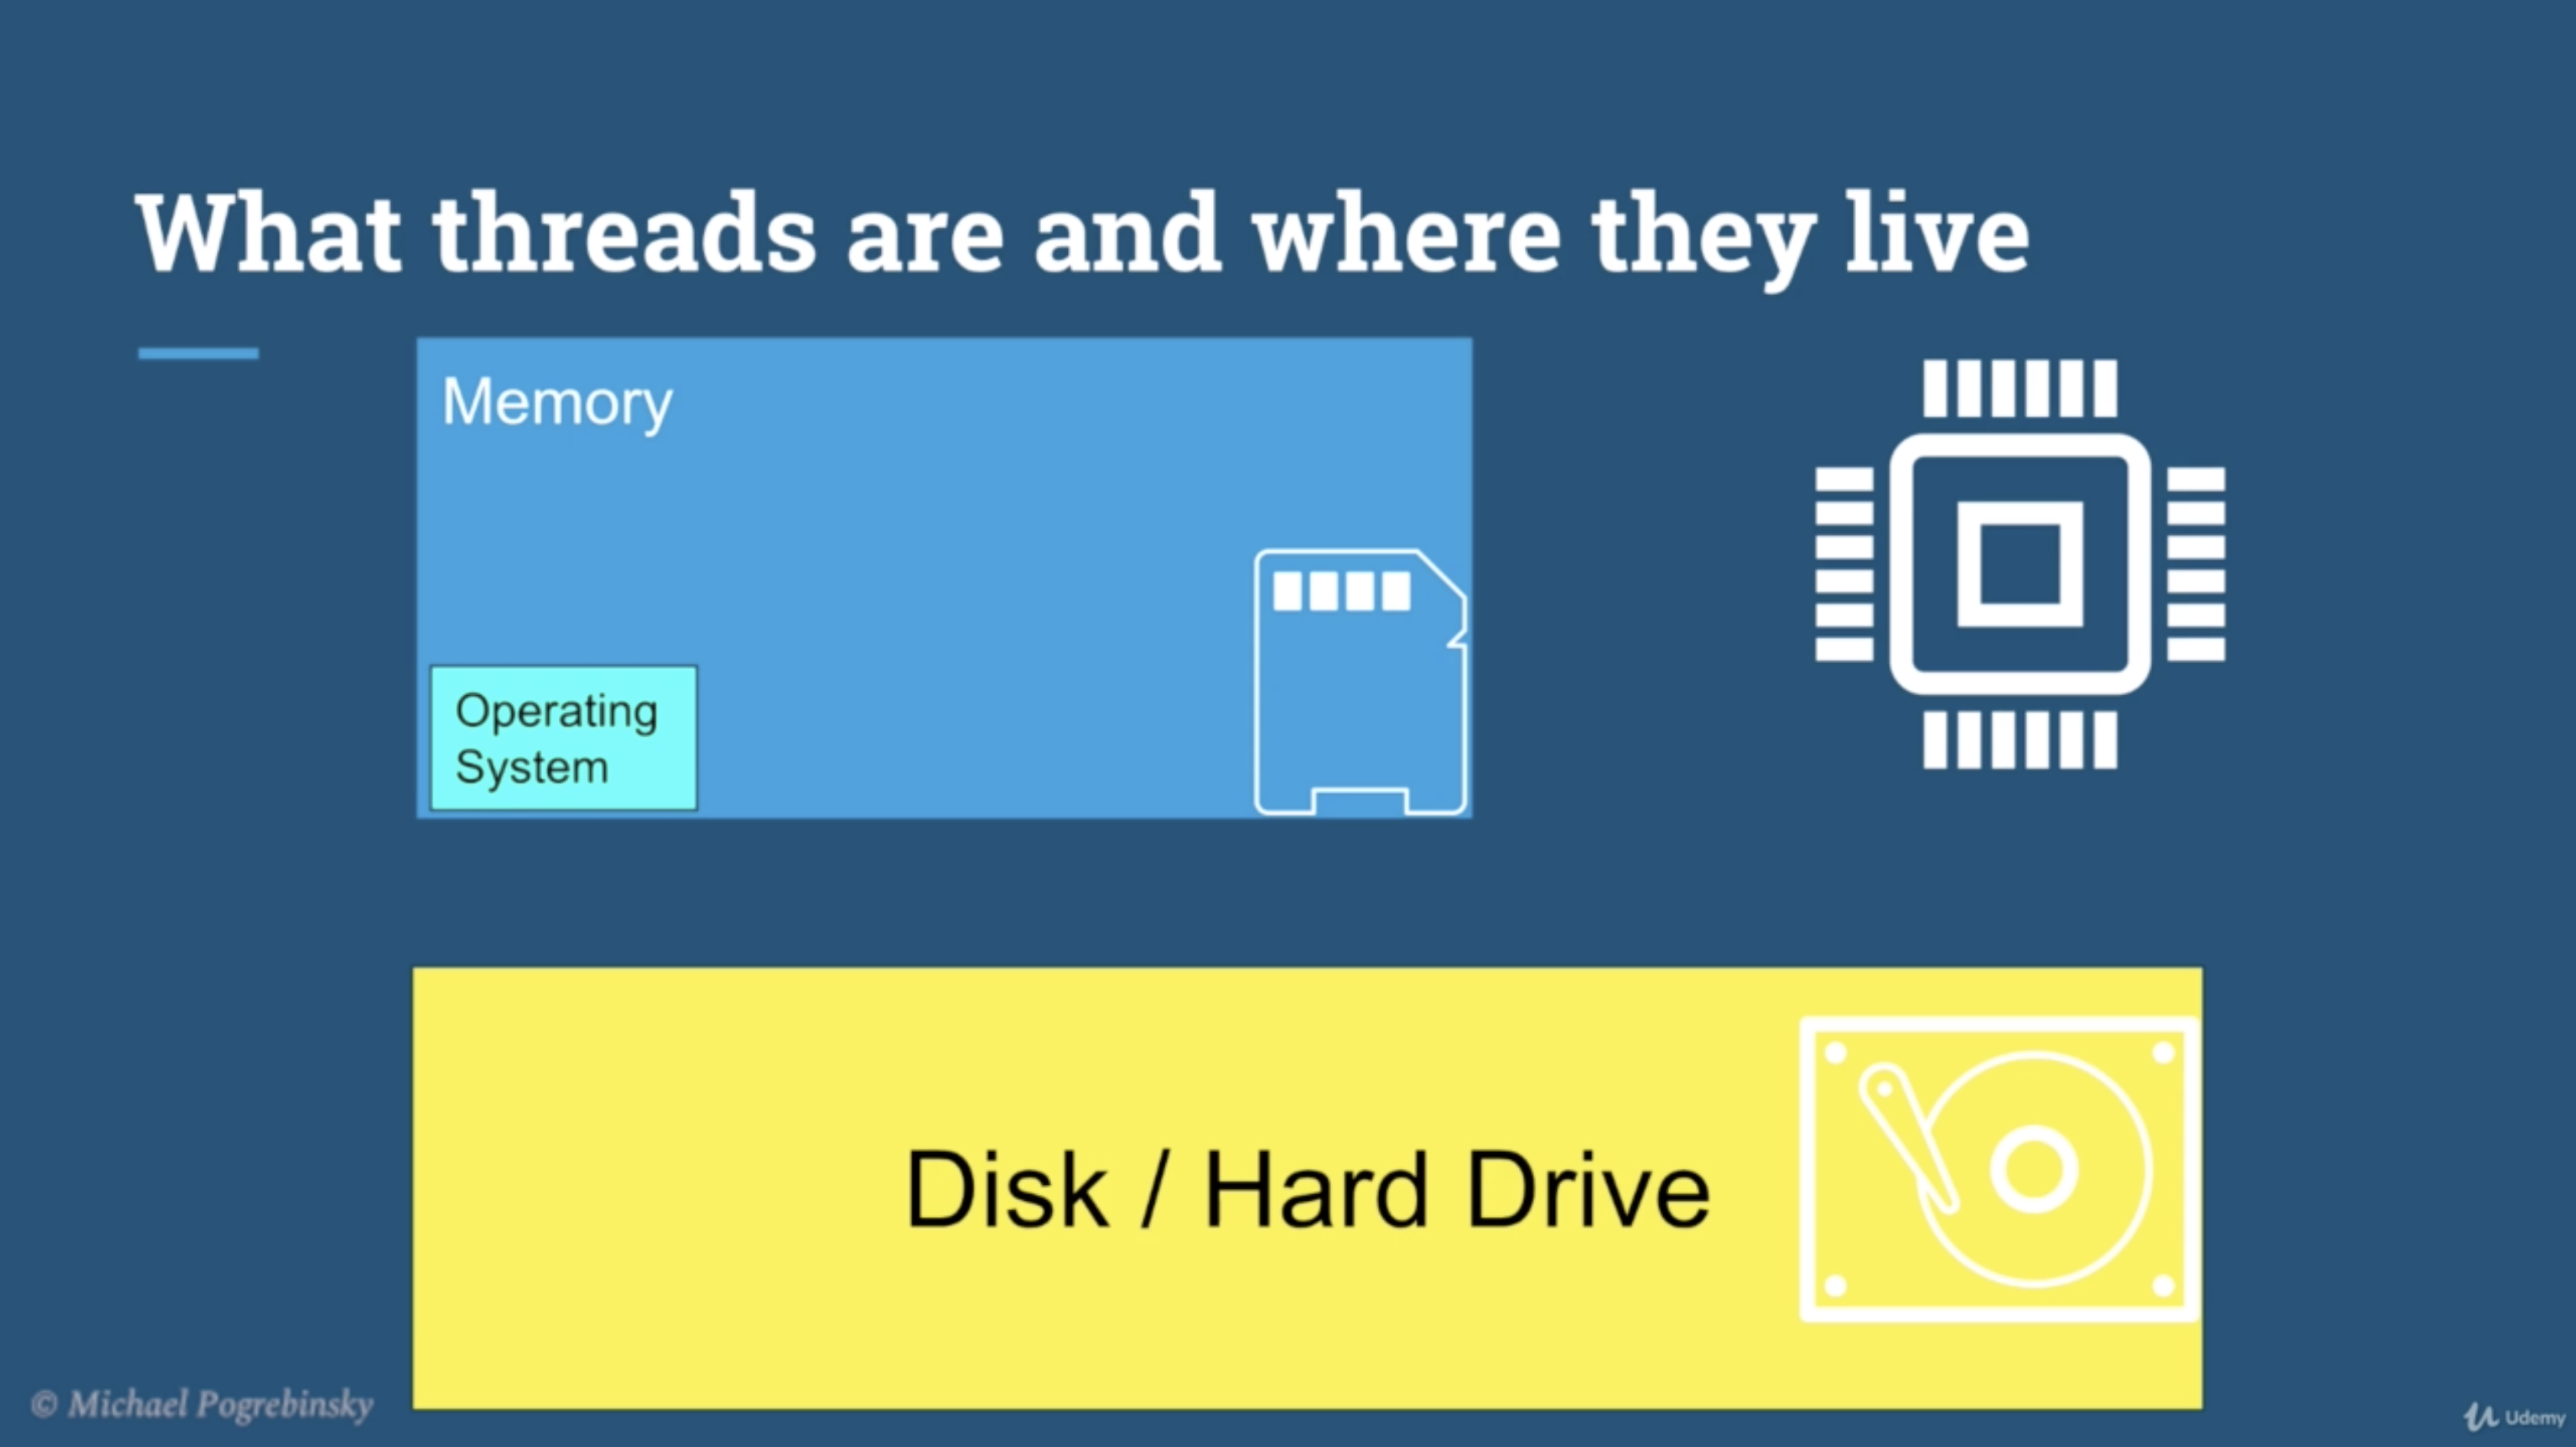 What threads are and where they live
Memory
Operating
System
Disk / Hard Drive
© Michael Pogrebinsky
Udemy